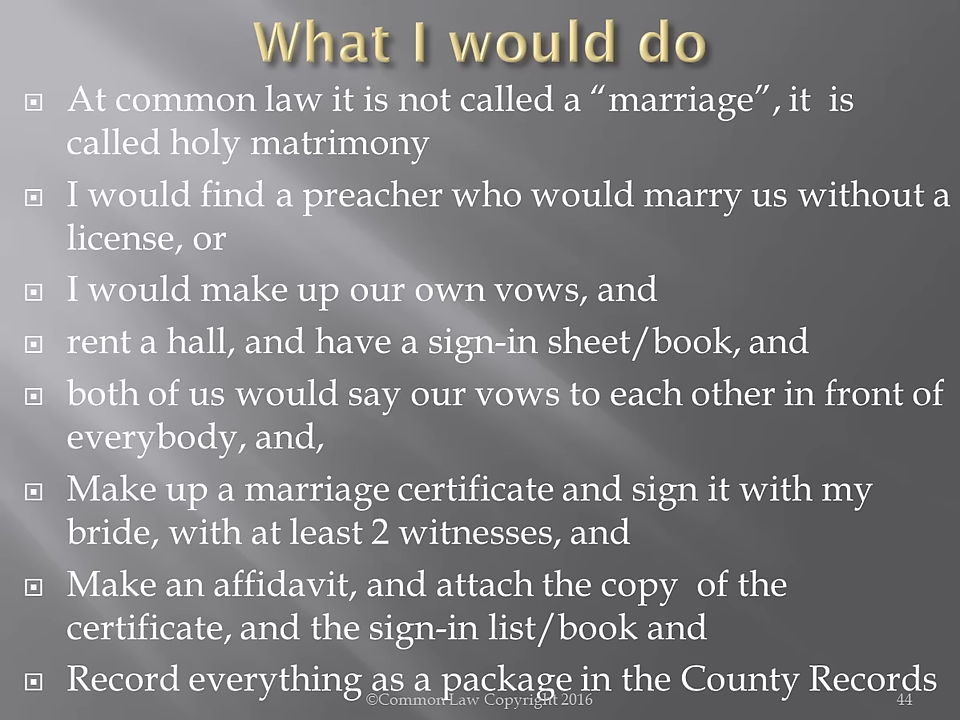 What I would do
At common law it is not called a “marriage”, it  is
called holy matrimony
I would find a preacher who would marry us without a
license, or
I would make up our own vows, and
rent a hall, and have a sign-in sheet/book, and
both of us would say our vows to each other in front of
everybody, and,
Make up a marriage certificate and sign it with my
bride, with at least 2 witnesses, and
Make an affidavit, and attach the copy  of the
certificate, and the sign-in list/book and
Record everything as a package in the County Records
©Common Law Copyright 2016
44